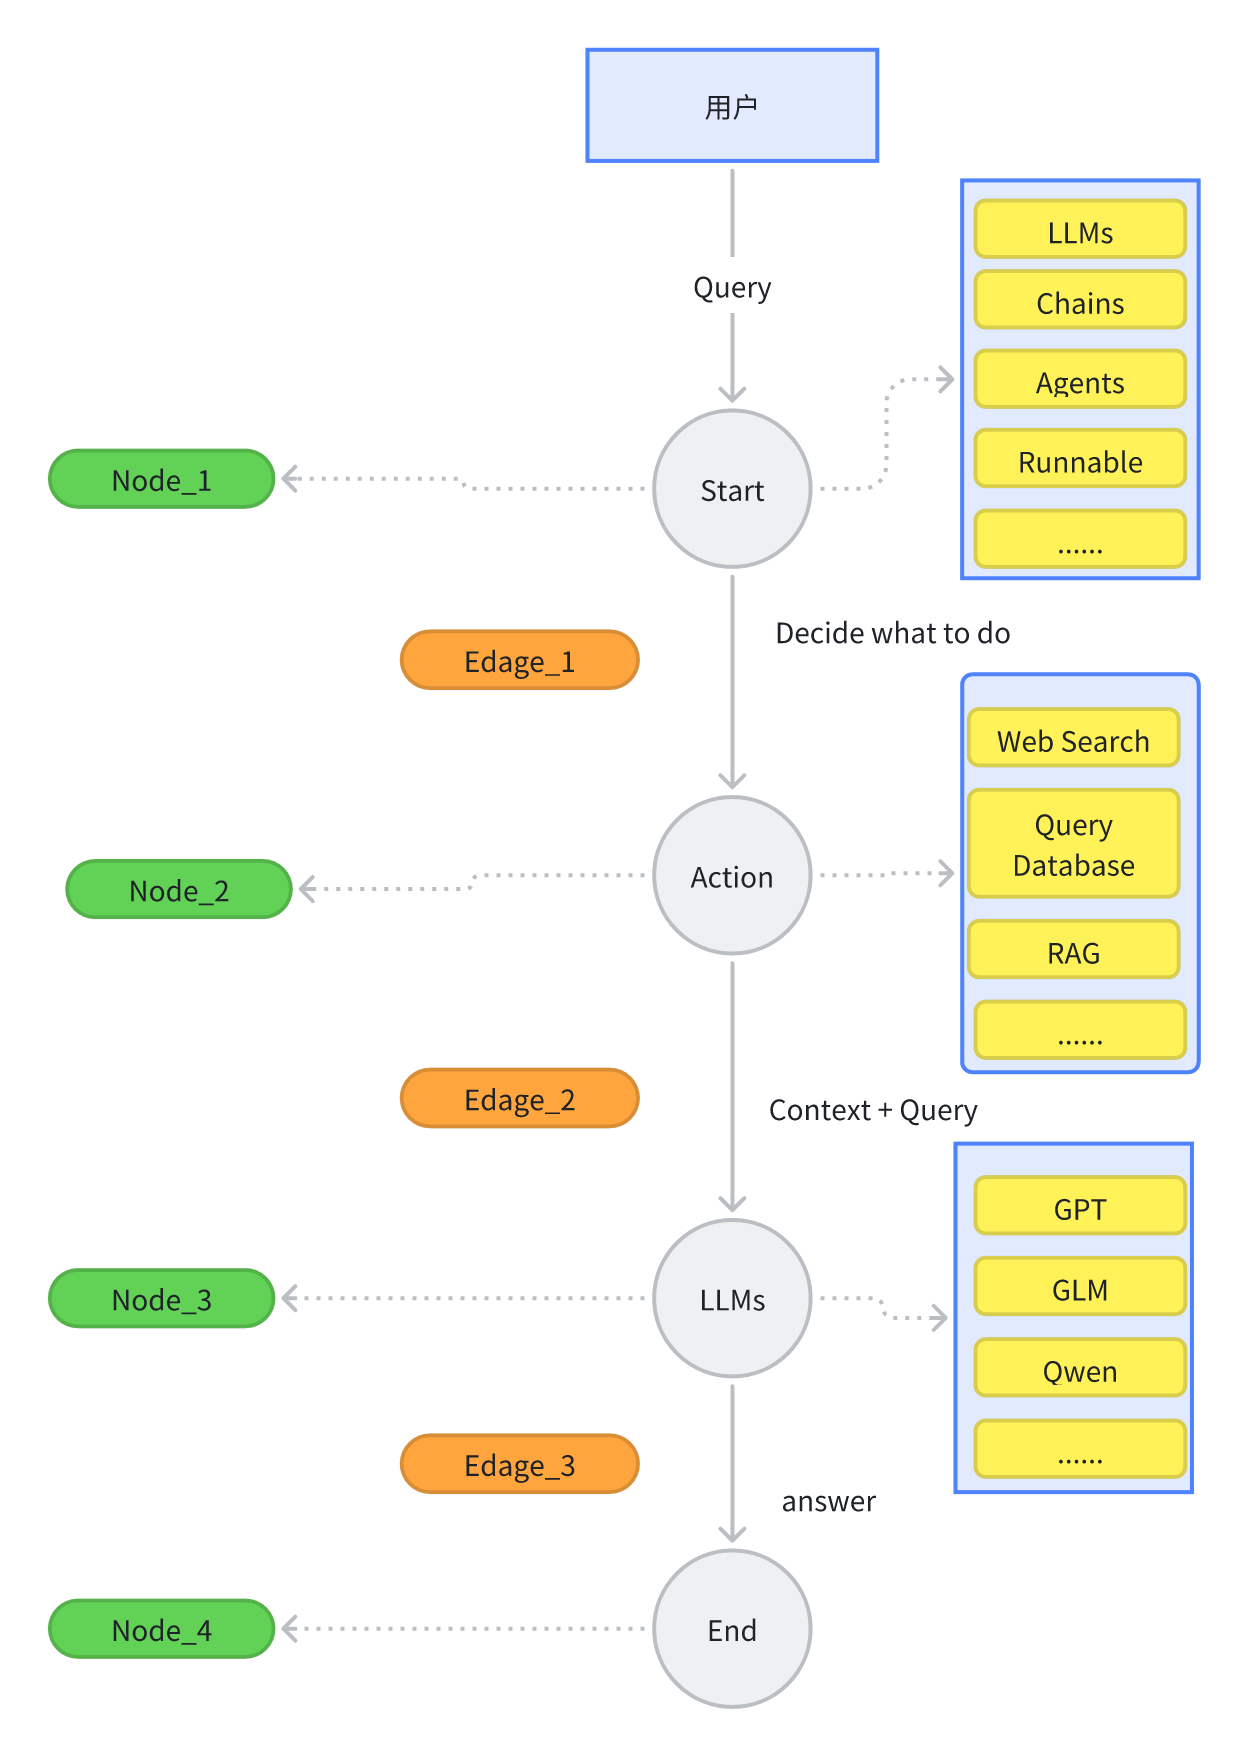 用户
Query
LLMs
Chains
Agents
Runnable
......
Node_1
Start
Edage_1
Decide what to do
Web Search
Query
Database
RAG
......
Node_2
Action
Edage_2
Context + Query
GPT
GLM
Qwen
......
Node_3
LLMs
Edage_3
answer
Node_4
End